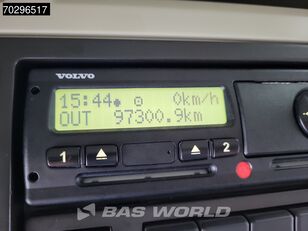 70296517
VOLVO
15:44 0km/h
OUT 97300.9km
1 2
BAS WORLD